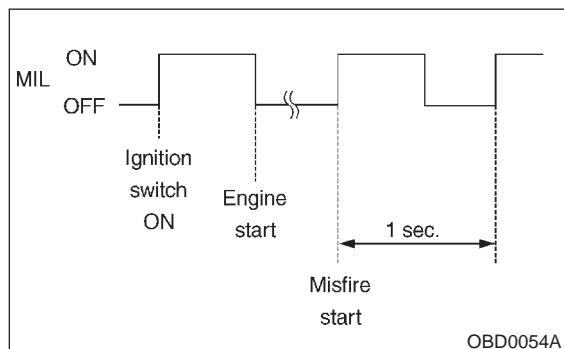 ON
MIL
OFF
Ignition
switch
ON
Engine
start
1 sec.
Misfire
start
OBD0054A